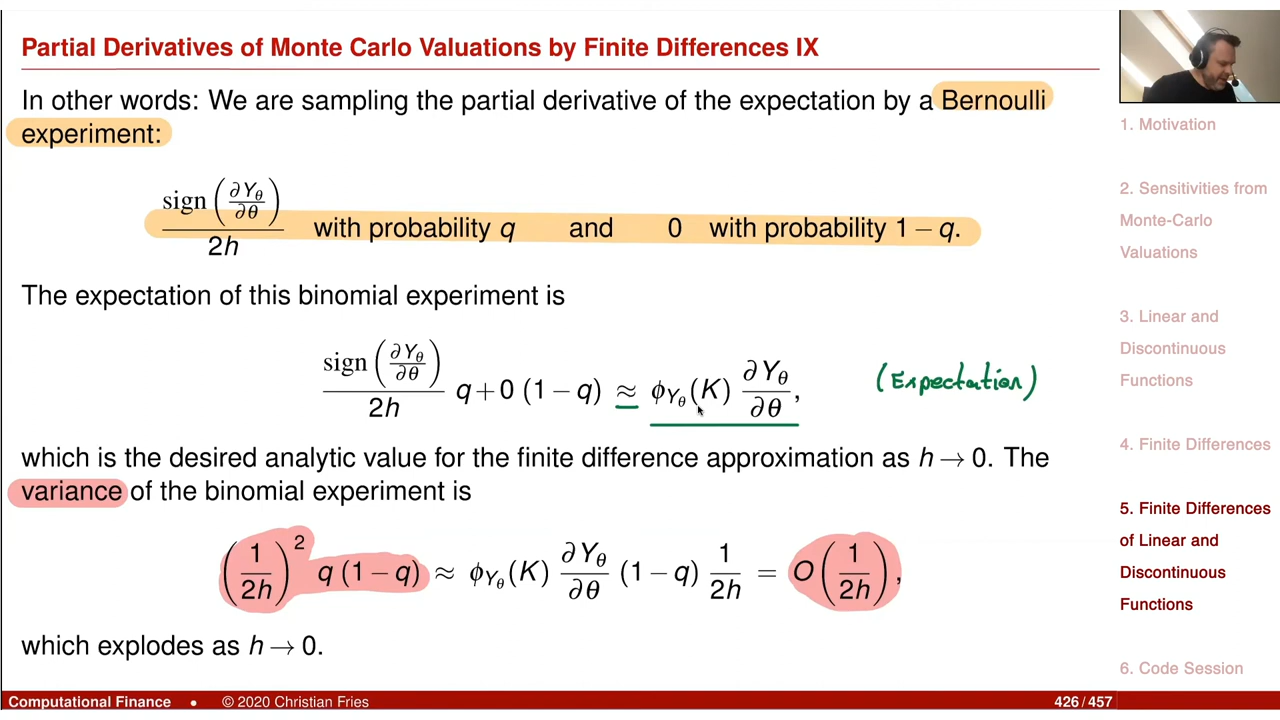 Partial Derivatives of Monte Carlo Valuations by Finite Differences IX
In other words: We are sampling the partial derivative of the expectation by a Bernoulli
experiment:
sign(∂Y_θ/∂θ)/2h with probability q and 0 with probability 1 − q.
The expectation of this binomial experiment is
sign(∂Y_θ/∂θ)/2h q + 0 (1 − q) ≈ ϕ_{Y_θ}(K) ∂Y_θ/∂θ, (Expectation)
which is the desired analytic value for the finite difference approximation as h → 0. The
variance of the binomial experiment is
(1/2h)² q (1 − q) ≈ ϕ_{Y_θ}(K) ∂Y_θ/∂θ (1 − q) 1/2h = O(1/2h),
which explodes as h → 0.
1. Motivation
2. Sensitivities from
Monte-Carlo
Valuations
3. Linear and
Discontinuous
Functions
4. Finite Differences
5. Finite Differences
of Linear and
Discontinuous
Functions
6. Code Session
Computational Finance • © 2020 Christian Fries 426 / 457